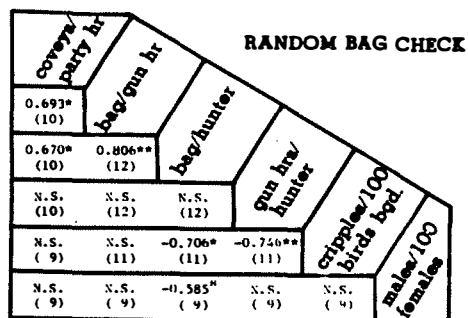 RANDOM BAG CHECK
coveys/
party hr
bag/gun hr
bag/hunter
gun hrs/
hunter
cripples/100
birds bgd.
males/100
females
0.693*
(10)
0.670* 0.806**
(10) (12)
N.S. N.S. N.S.
(10) (12) (12)
N.S. N.S. -0.706* -0.746**
( 9) (11) (11) (11)
N.S. N.S. -0.585* N.S. N.S.
( 9) ( 9) ( 9) ( 9) ( 9)